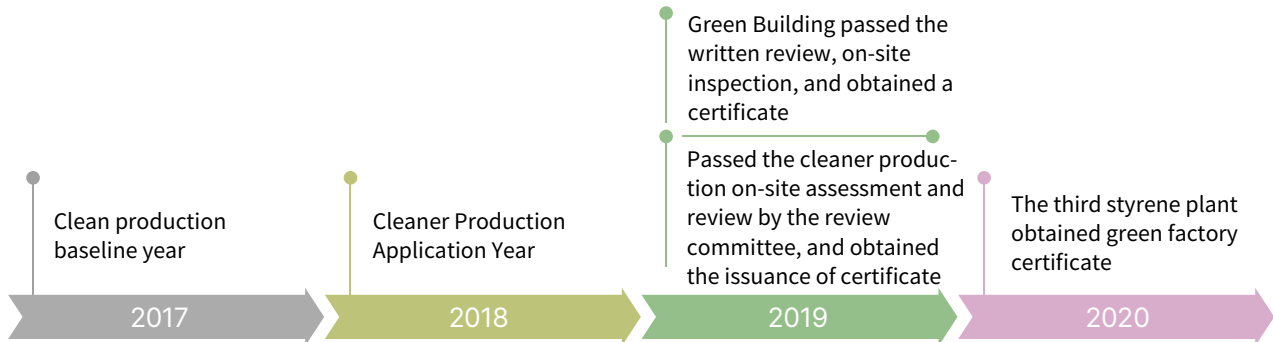 Green Building passed the
written review, on-site
inspection, and obtained a
certificate
Passed the cleaner produc-
tion on-site assessment and
review by the review
committee, and obtained
the issuance of certificate
Clean production
baseline year
Cleaner Production
Application Year
The third styrene plant
obtained green factory
certificate
2017
2018
2019
2020